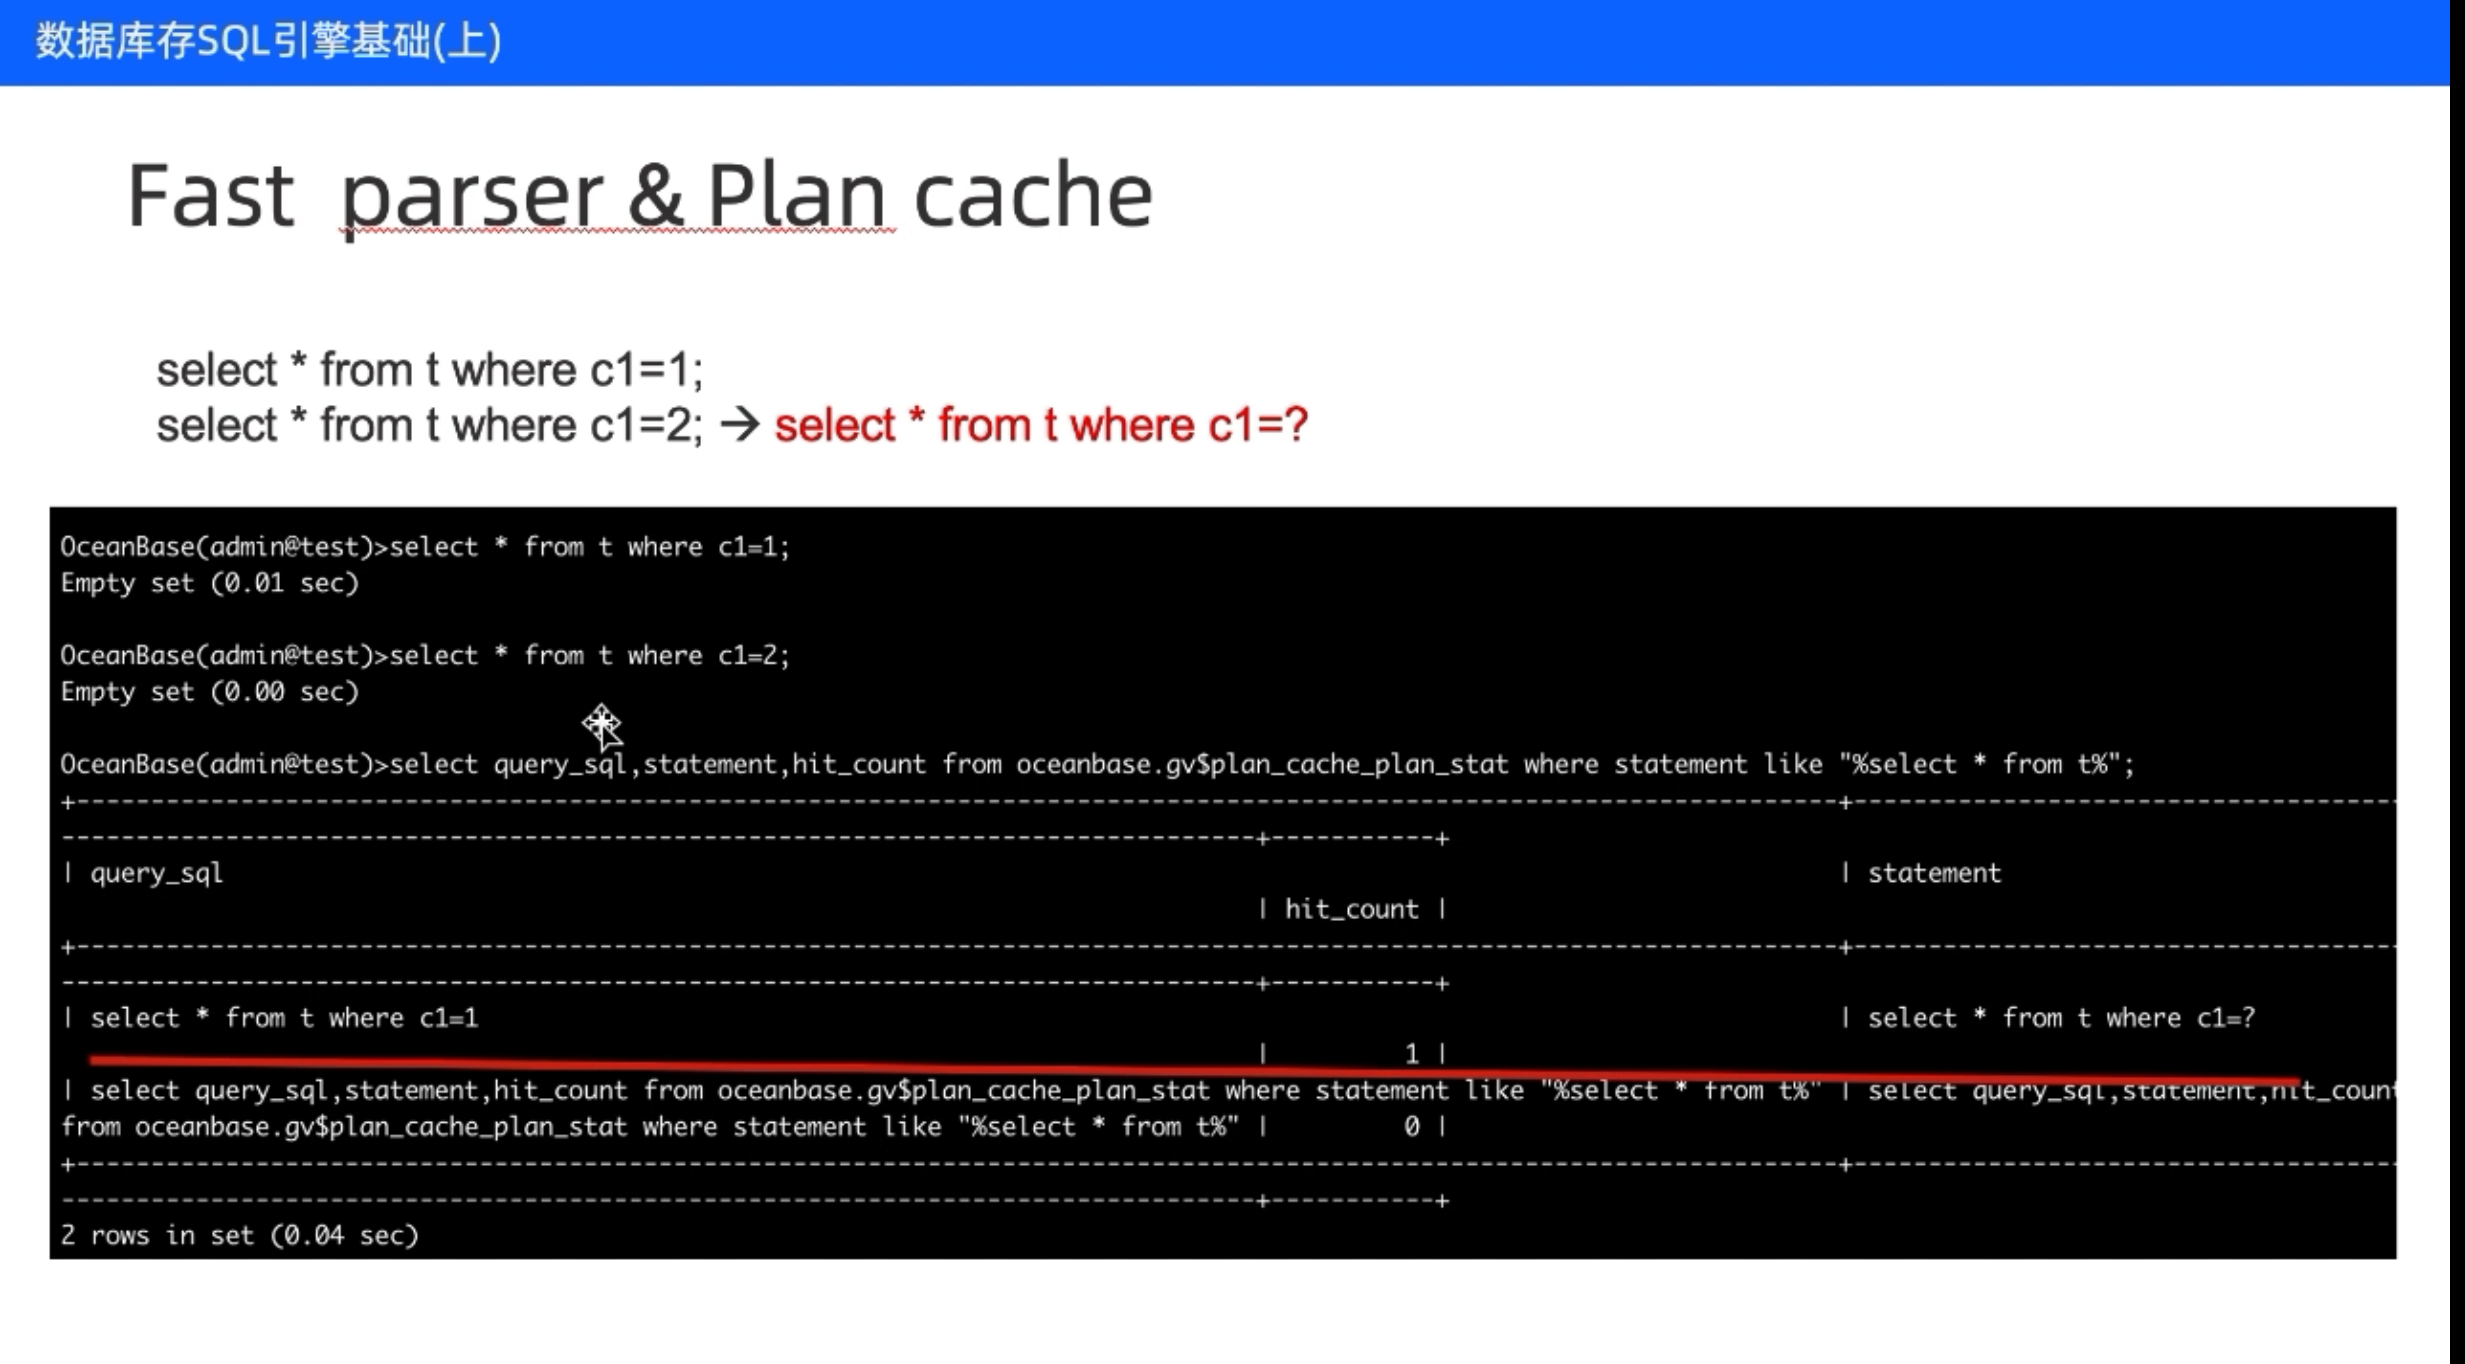 数据库存SQL引擎基础(上)
Fast parser & Plan cache
select * from t where c1=1;
select * from t where c1=2; → select * from t where c1=?
OceanBase(admin@test)>select * from t where c1=1;
Empty set (0.01 sec)
OceanBase(admin@test)>select * from t where c1=2;
Empty set (0.00 sec)
OceanBase(admin@test)>select query_sql,statement,hit_count from oceanbase.gv$plan_cache_plan_stat where statement like "%select * from t%";
| query_sql | statement
| hit_count |
| select * from t where c1=1 | select * from t where c1=?
| 1 |
| select query_sql,statement,hit_count from oceanbase.gv$plan_cache_plan_stat where statement like "%select * from t%" | select query_sql,statement,hit_count
from oceanbase.gv$plan_cache_plan_stat where statement like "%select * from t%" | 0 |
2 rows in set (0.04 sec)